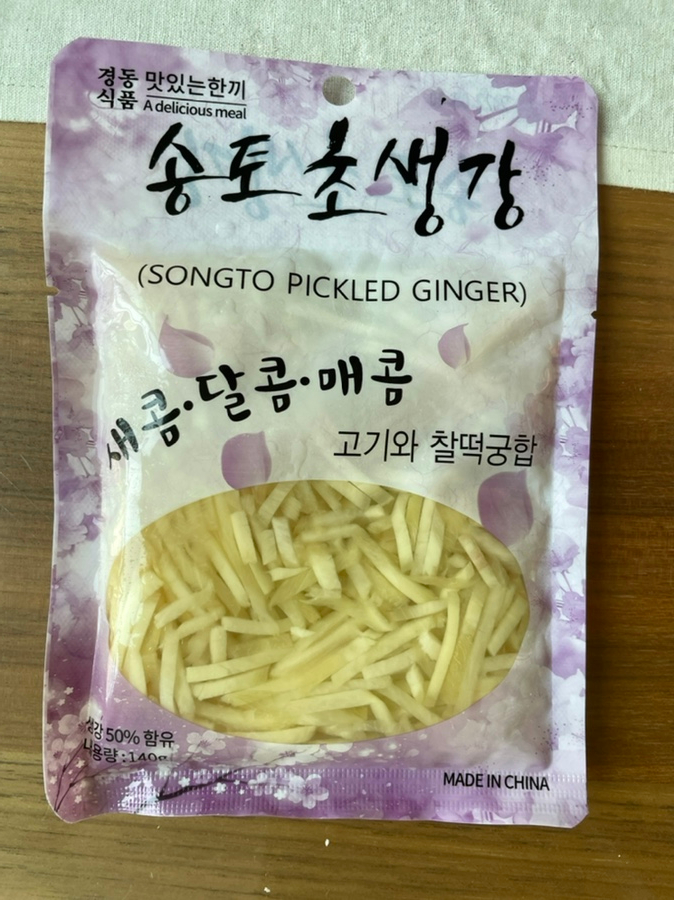 경동 맛있는한끼
식품 A delicious meal
송토초생강
(SONGTO PICKLED GINGER)
새콤·달콤·매콤
고기와 찰떡궁합
생강 50% 함유
내용량 : 140g
MADE IN CHINA